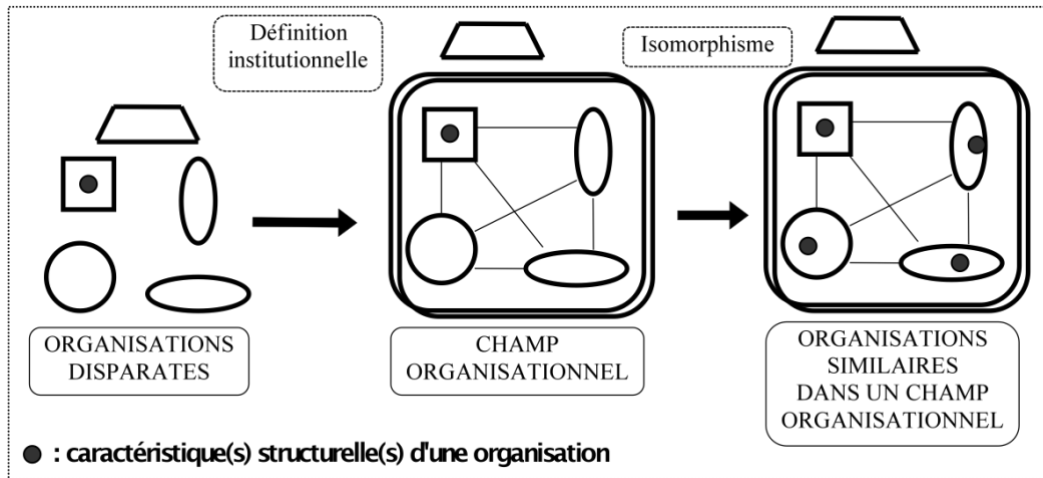 Définition
institutionnelle
Isomorphisme
ORGANISATIONS
DISPARATES
CHAMP
ORGANISATIONNEL
ORGANISATIONS
SIMILAIRES
DANS UN CHAMP
ORGANISATIONNEL
: caractéristique(s) structurelle(s) d'une organisation